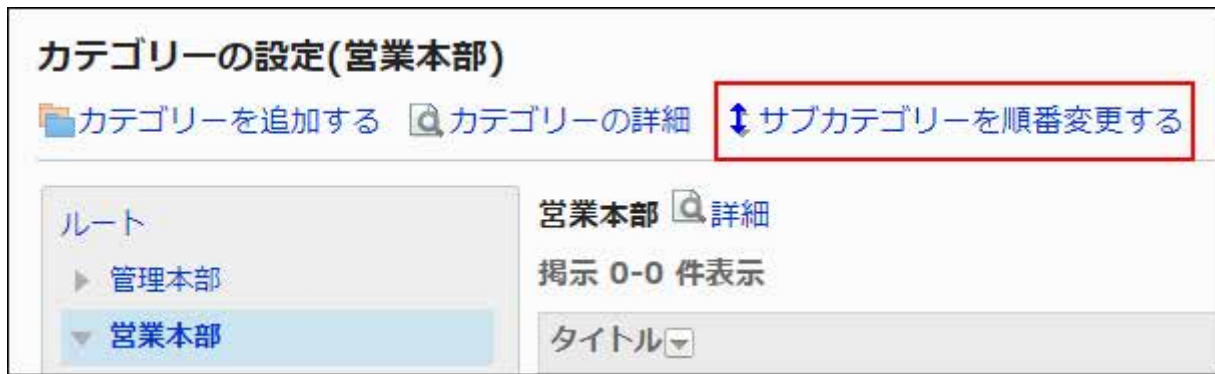 カテゴリーの設定(営業本部)
カテゴリーを追加する カテゴリーの詳細 サブカテゴリーを順番変更する
ルート
管理本部
営業本部
営業本部 詳細
掲示 0-0 件表示
タイトル